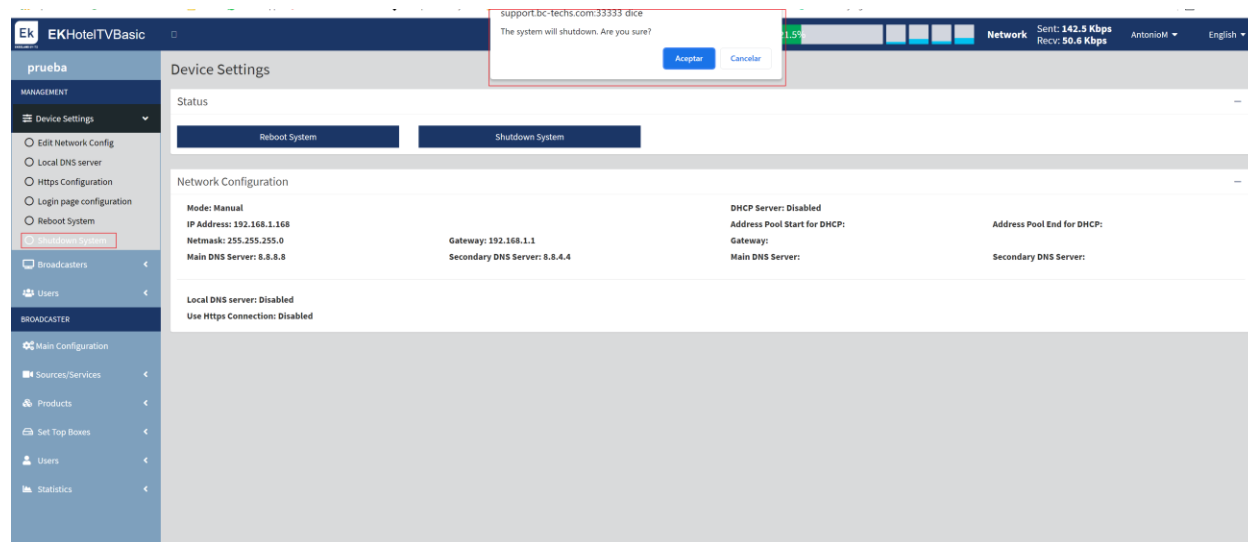 support.bc-techs.com:33333 dice
The system will shutdown. Are you sure?
Aceptar Cancelar
Ek EKHotelTVBasic
21.5%
Network Sent: 142.5 Kbps
Recv: 50.6 Kbps
AntonioM English
prueba
MANAGEMENT
Device Settings
Edit Network Config
Local DNS server
Https Configuration
Login page configuration
Reboot System
Shutdown System
Broadcasters
Users
BROADCASTER
Main Configuration
Sources/Services
Products
Set Top Boxes
Users
Statistics
Device Settings
Status
Reboot System Shutdown System
Network Configuration
Mode: Manual DHCP Server: Disabled
IP Address: 192.168.1.168 Address Pool Start for DHCP: Address Pool End for DHCP:
Netmask: 255.255.255.0 Gateway: 192.168.1.1 Gateway:
Main DNS Server: 8.8.8.8 Secondary DNS Server: 8.8.4.4 Main DNS Server: Secondary DNS Server:
Local DNS server: Disabled
Use Https Connection: Disabled